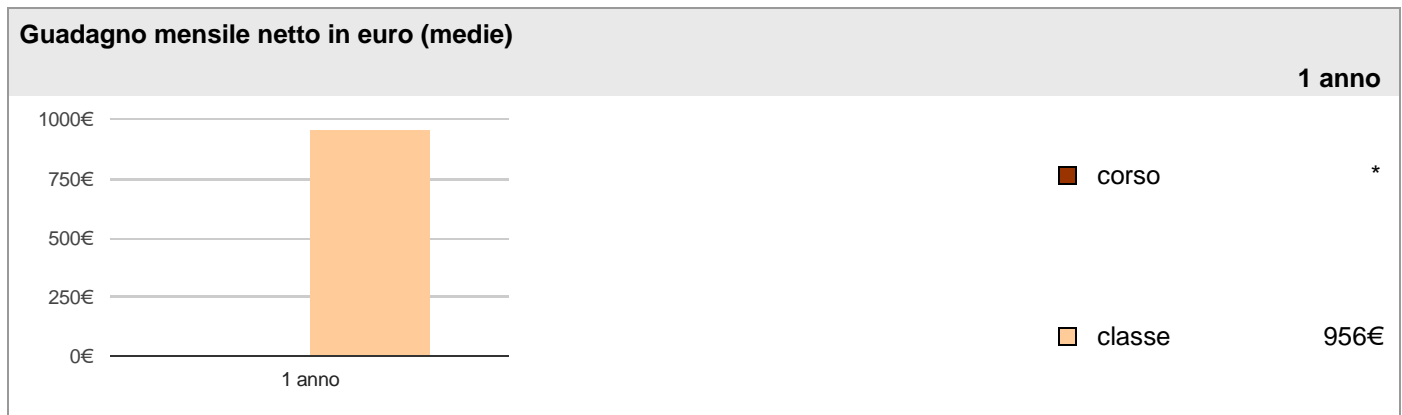 Guadagno mensile netto in euro (medie)
1 anno
1000€
750€
500€
250€
0€
1 anno
corso *
classe 956€